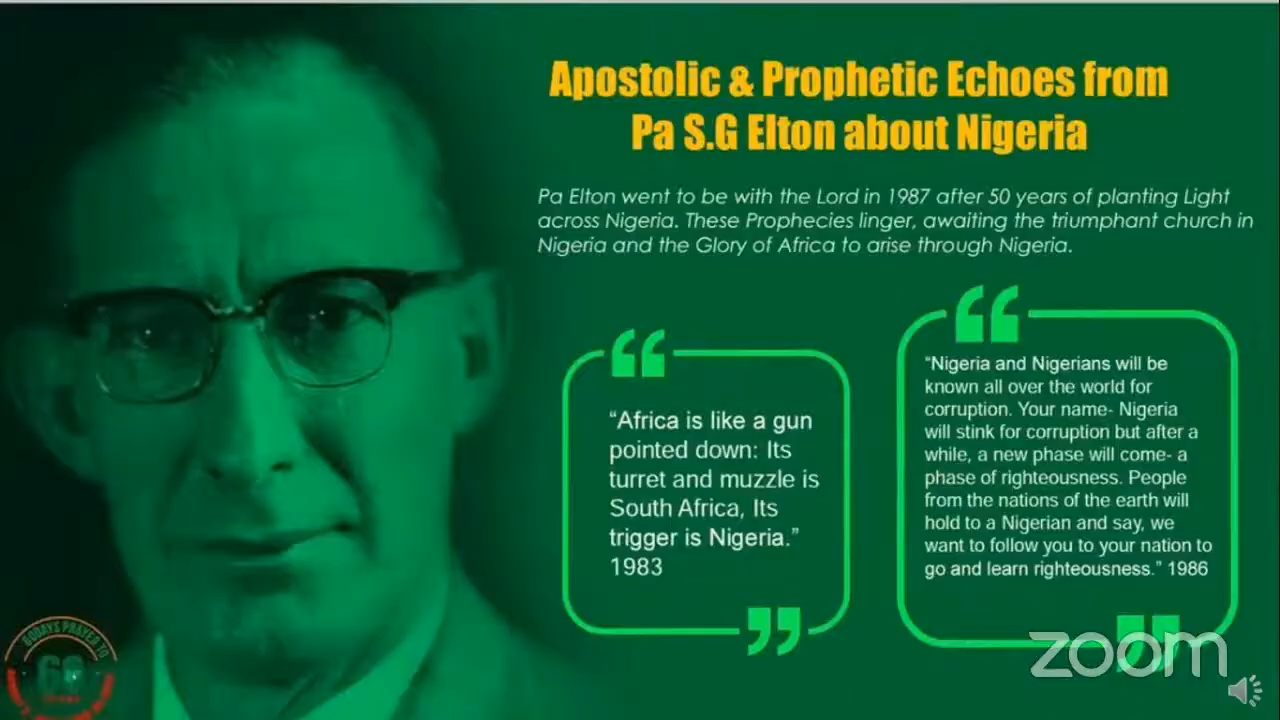 Apostolic & Prophetic Echoes from
Pa S.G Elton about Nigeria
Pa Elton went to be with the Lord in 1987 after 50 years of planting Light
across Nigeria. These Prophecies linger, awaiting the triumphant church in
Nigeria and the Glory of Africa to arise through Nigeria.
“Africa is like a gun
pointed down: Its
turret and muzzle is
South Africa, Its
trigger is Nigeria.”
1983
“Nigeria and Nigerians will be
known all over the world for
corruption. Your name- Nigeria
will stink for corruption but after a
while, a new phase will come- a
phase of righteousness. People
from the nations of the earth will
hold to a Nigerian and say, we
want to follow you to your nation to
go and learn righteousness.” 1986
60DAYS PRAYER TO
60
zoom